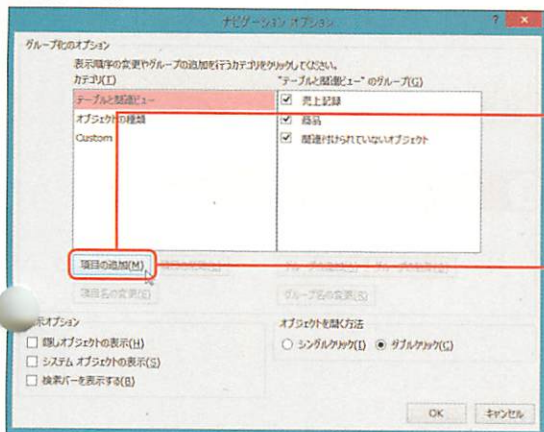 ナビゲーション オプション
グループ化のオプション
表示順序の変更やグループの追加を行うカテゴリをクリックしてください。
カテゴリ(T)
"テーブルと関連ビュー" のグループ(G)
テーブルと関連ビュー
オブジェクトの種類
Custom
売上記録
商品
関連付けられていないオブジェクト
項目の追加(M)
項目名の変更(E)
グループ名の変更(R)
表示オプション
隠しオブジェクトの表示(H)
システム オブジェクトの表示(S)
検索バーを表示する(B)
オブジェクトを開く方法
シングルクリック(I)
ダブルクリック(C)
OK
キャンセル